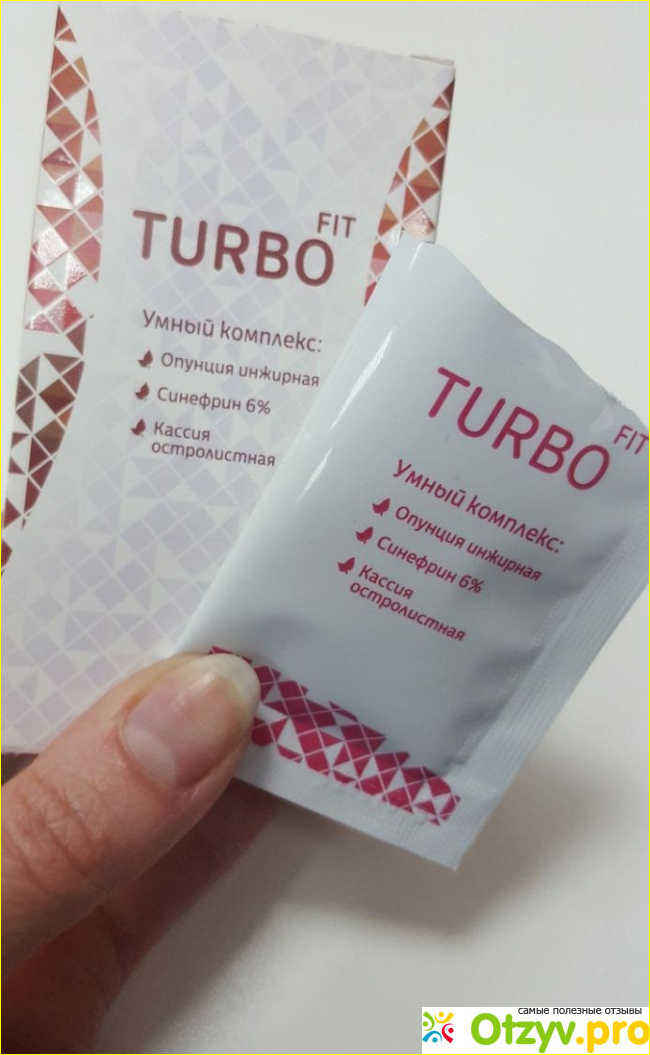 TURBO FIT
Умный комплекс:
Опунция инжирная
Синефрин 6%
Кассия
остролистная
TURBO FIT
Умный комплекс:
Опунция инжирная
Синефрин 6%
Кассия
остролистная
самые полезные отзывы
Otzyv.pro